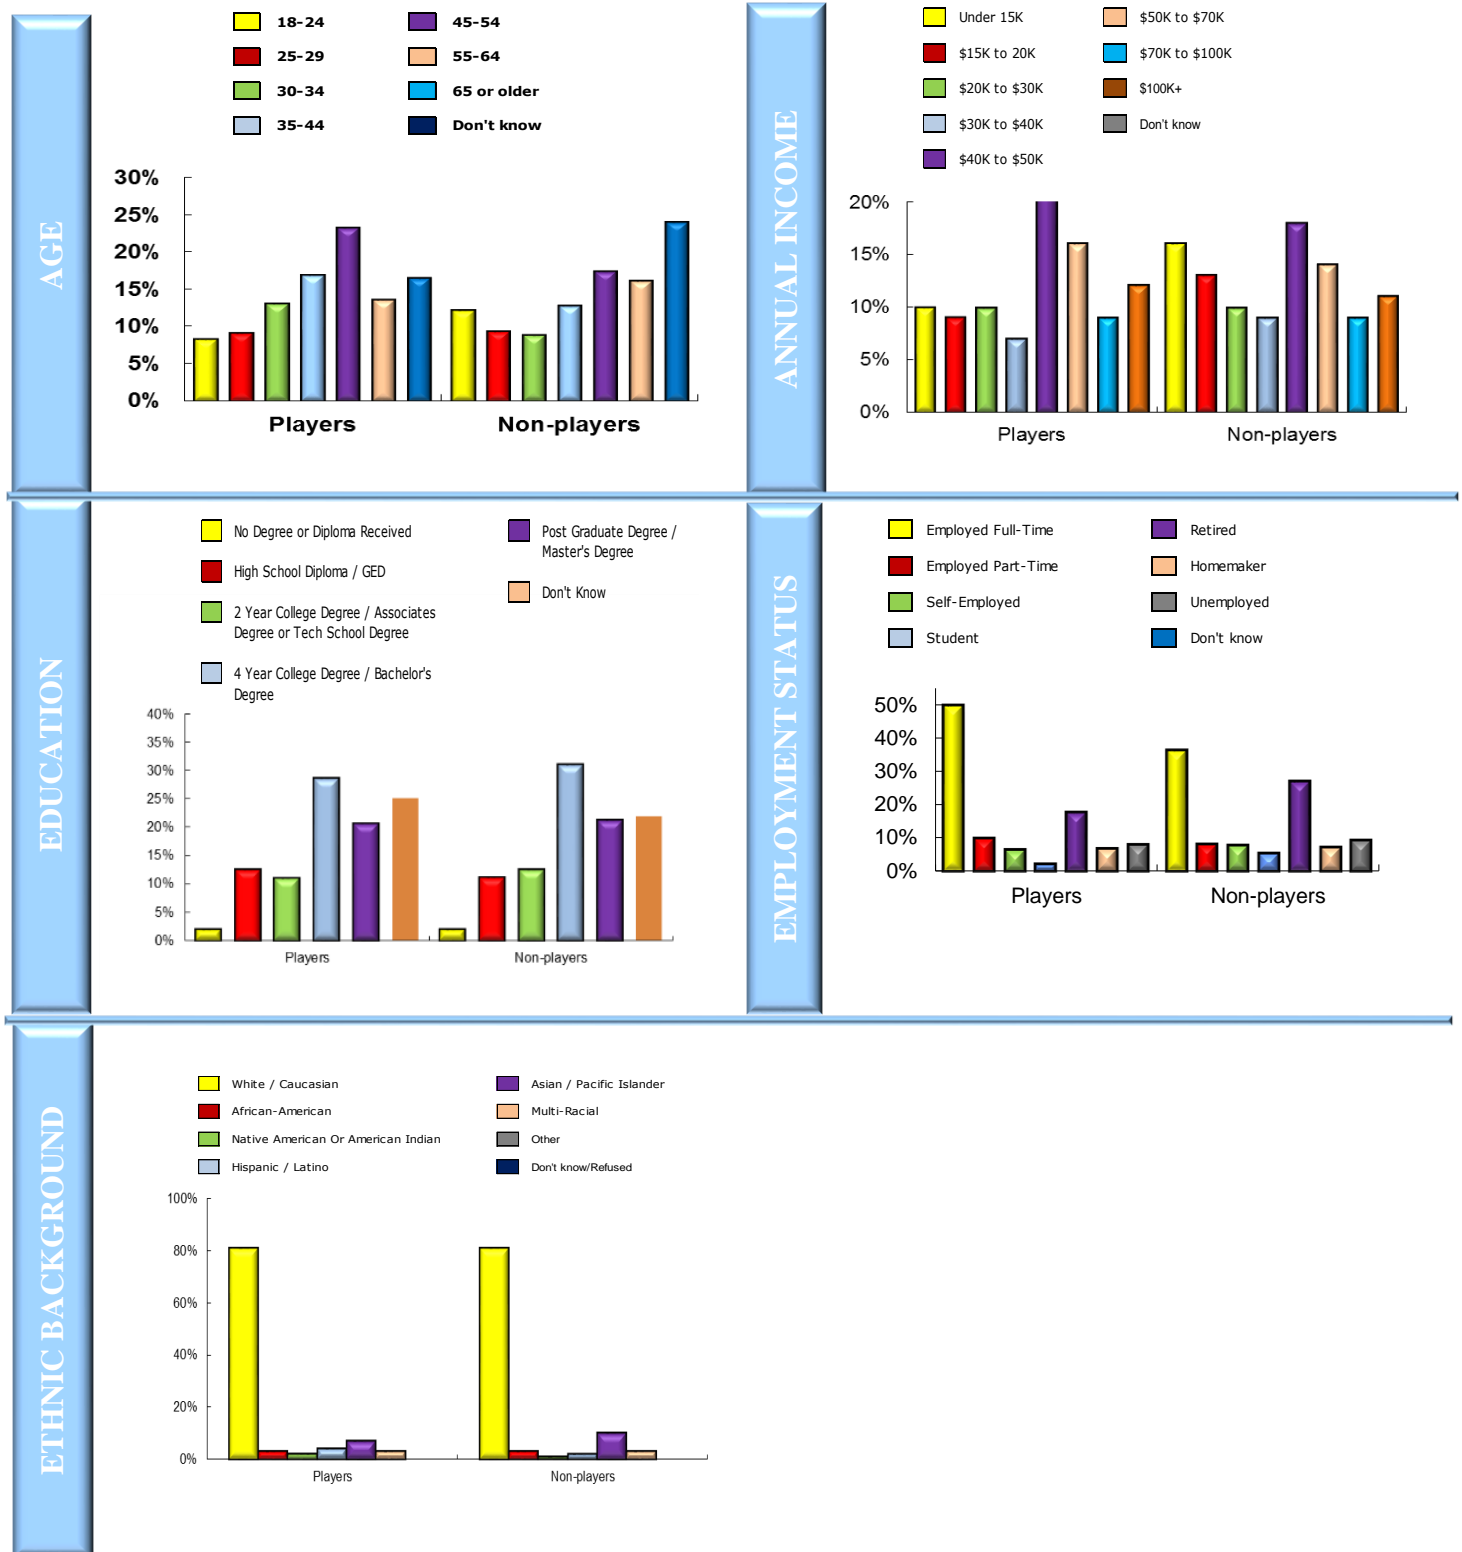 AGE
18-24
25-29
30-34
35-44
45-54
55-64
65 or older
Don't know
30%
25%
20%
15%
10%
5%
0%
Players
Non-players
ANNUAL INCOME
Under 15K
$15K to 20K
$20K to $30K
$30K to $40K
$40K to $50K
$50K to $70K
$70K to $100K
$100K+
Don't know
20%
15%
10%
5%
0%
Players
Non-players
EDUCATION
No Degree or Diploma Received
High School Diploma / GED
2 Year College Degree / Associates
Degree or Tech School Degree
4 Year College Degree / Bachelor's
Degree
Post Graduate Degree /
Master's Degree
Don't Know
40%
35%
30%
25%
20%
15%
10%
5%
0%
Players
Non-players
EMPLOYMENT STATUS
Employed Full-Time
Employed Part-Time
Self-Employed
Student
Retired
Homemaker
Unemployed
Don't know
50%
40%
30%
20%
10%
0%
Players
Non-players
ETHNIC BACKGROUND
White / Caucasian
African-American
Native American Or American Indian
Hispanic / Latino
Asian / Pacific Islander
Multi-Racial
Other
Don't know/Refused
100%
80%
60%
40%
20%
0%
Players
Non-players